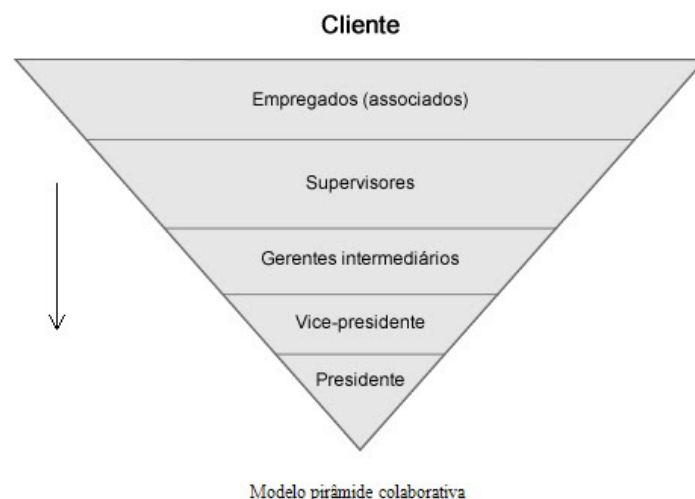 Cliente
Empregados (associados)
Supervisores
Gerentes intermediários
Vice-presidente
Presidente
Modelo pirâmide colaborativa